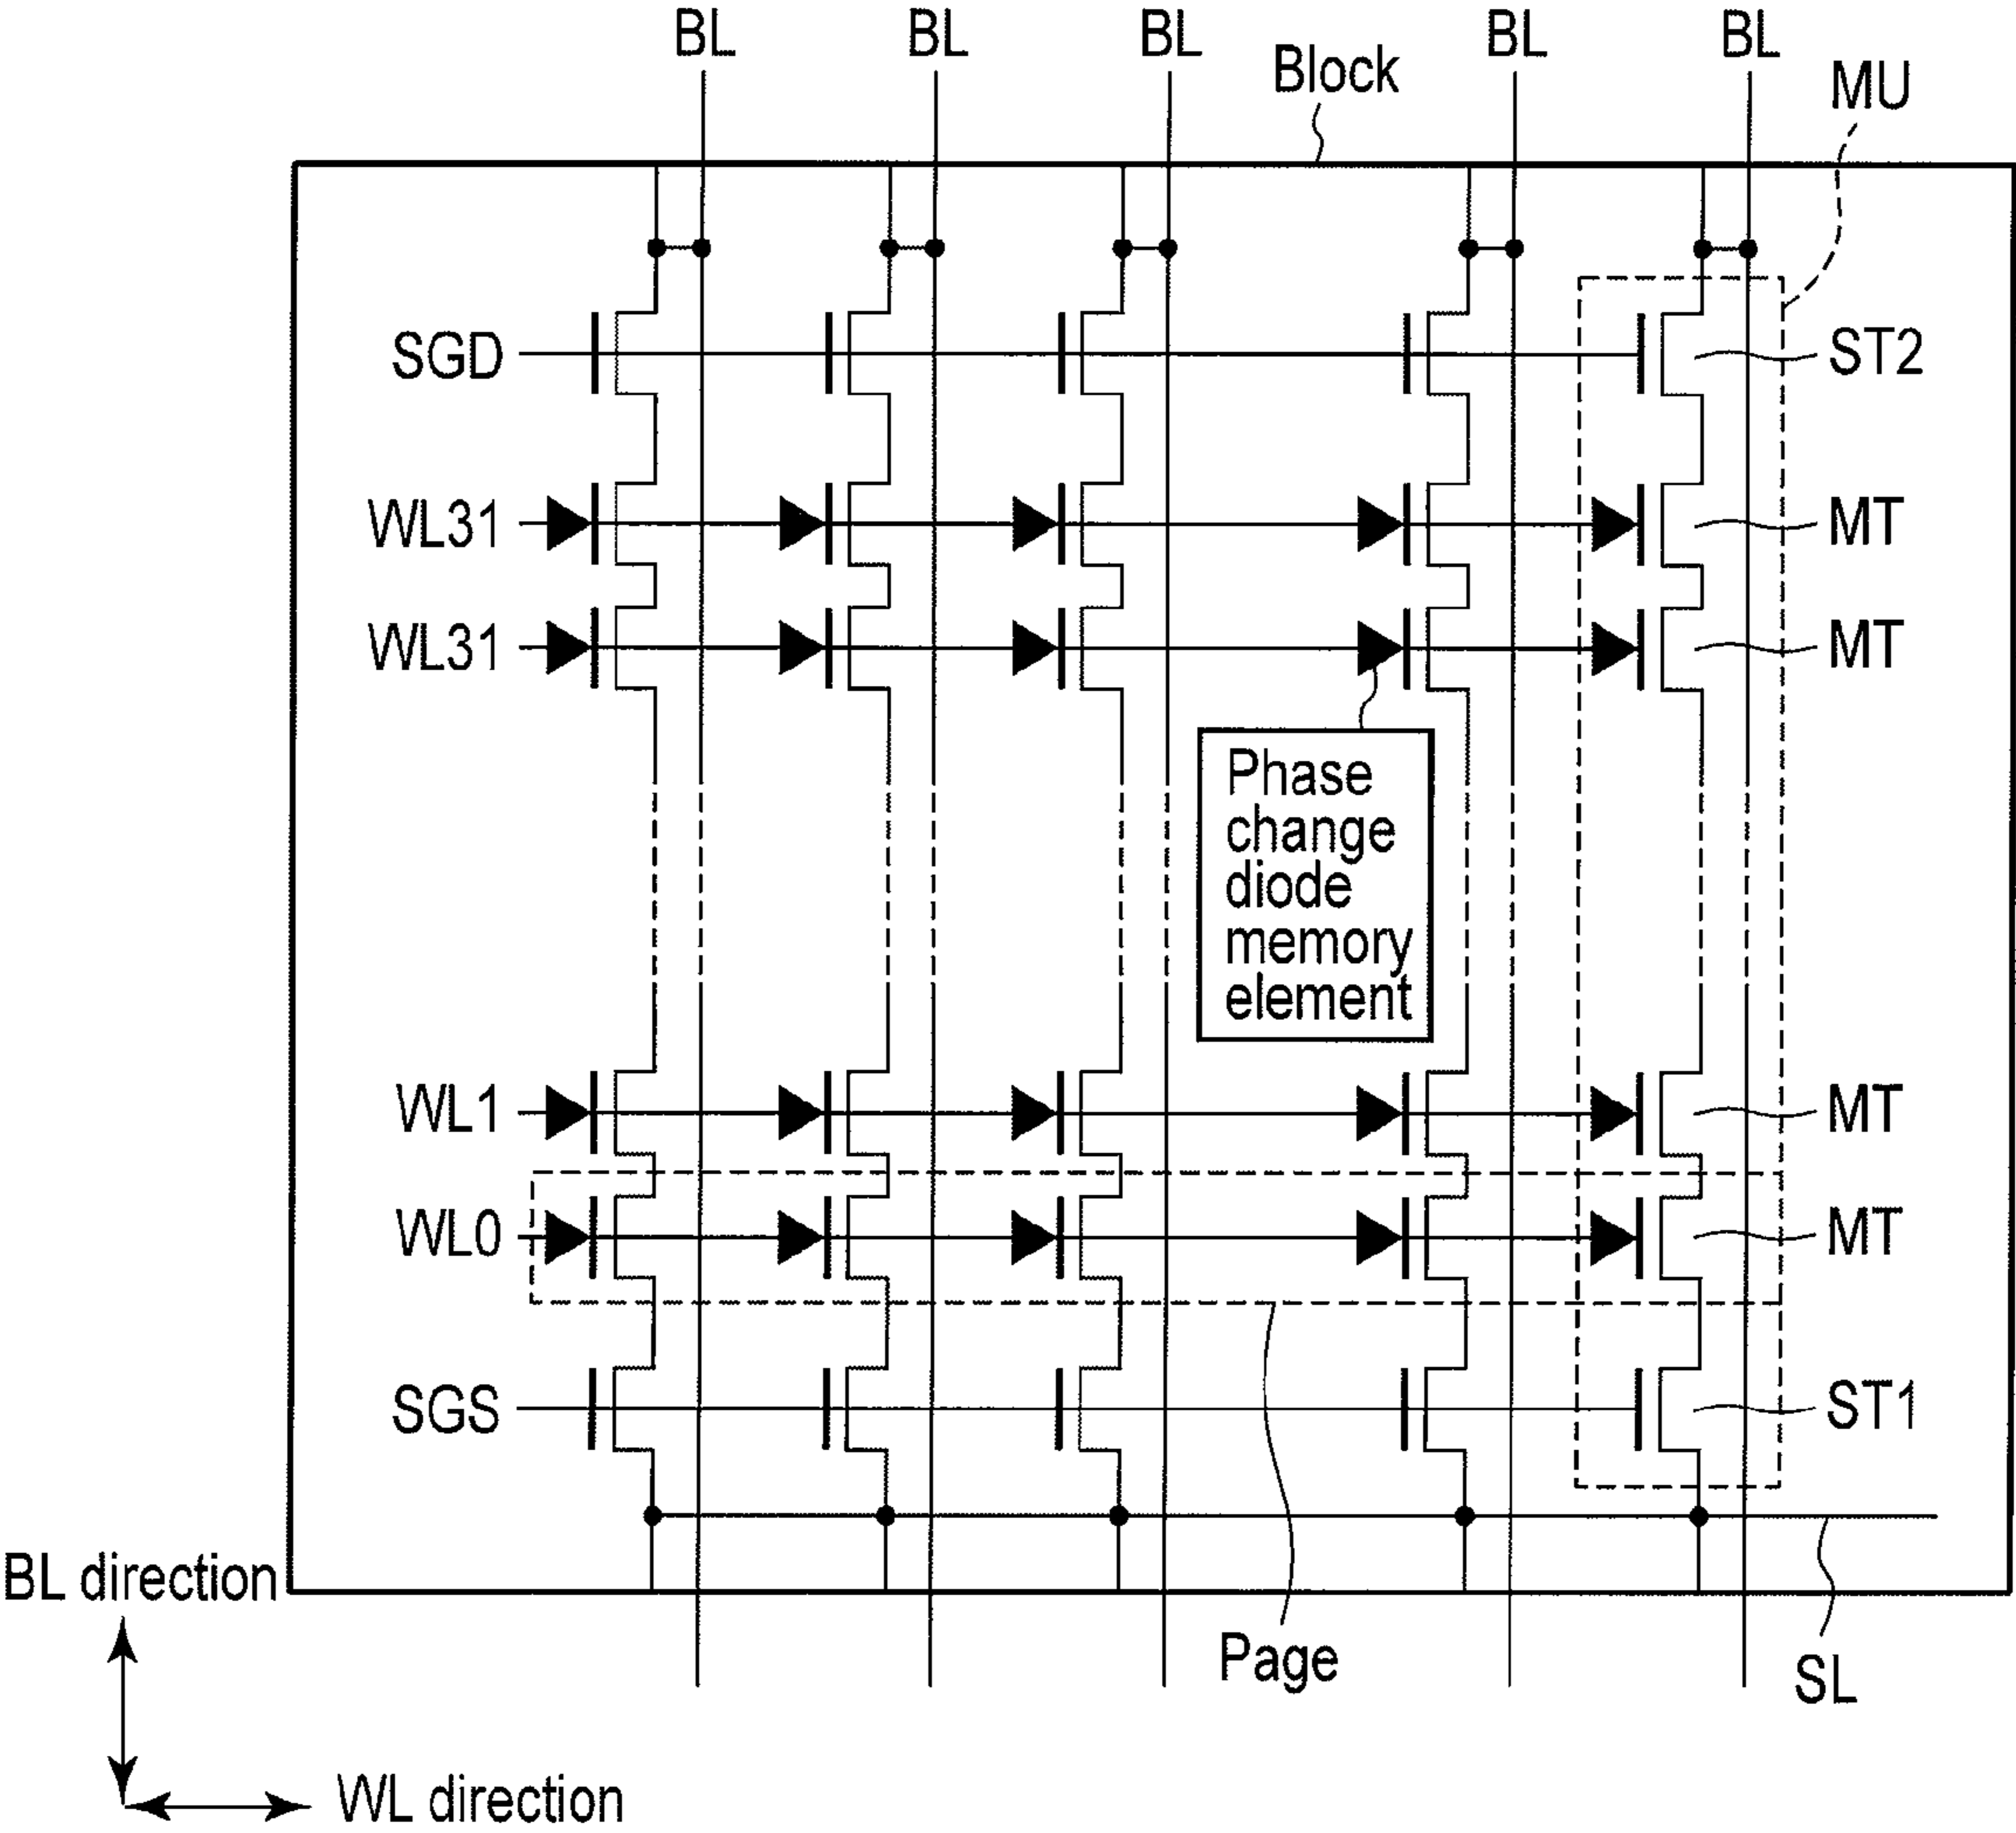 BL BL BL BL BL
Block
MU
SGD
ST2
WL31
MT
WL31
MT
Phase
change
diode
memory
element
WL1
MT
WL0
MT
SGS
ST1
BL direction
Page
SL
WL direction